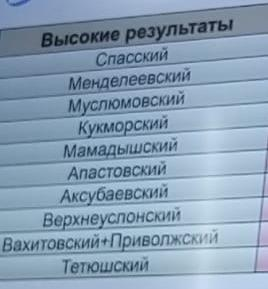 Высокие результаты
Спасский
Менделеевский
Муслюмовский
Кукморский
Мамадышский
Апастовский
Аксубаевский
Верхнеуслонский
Вахитовский+Приволжский
Тетюшский